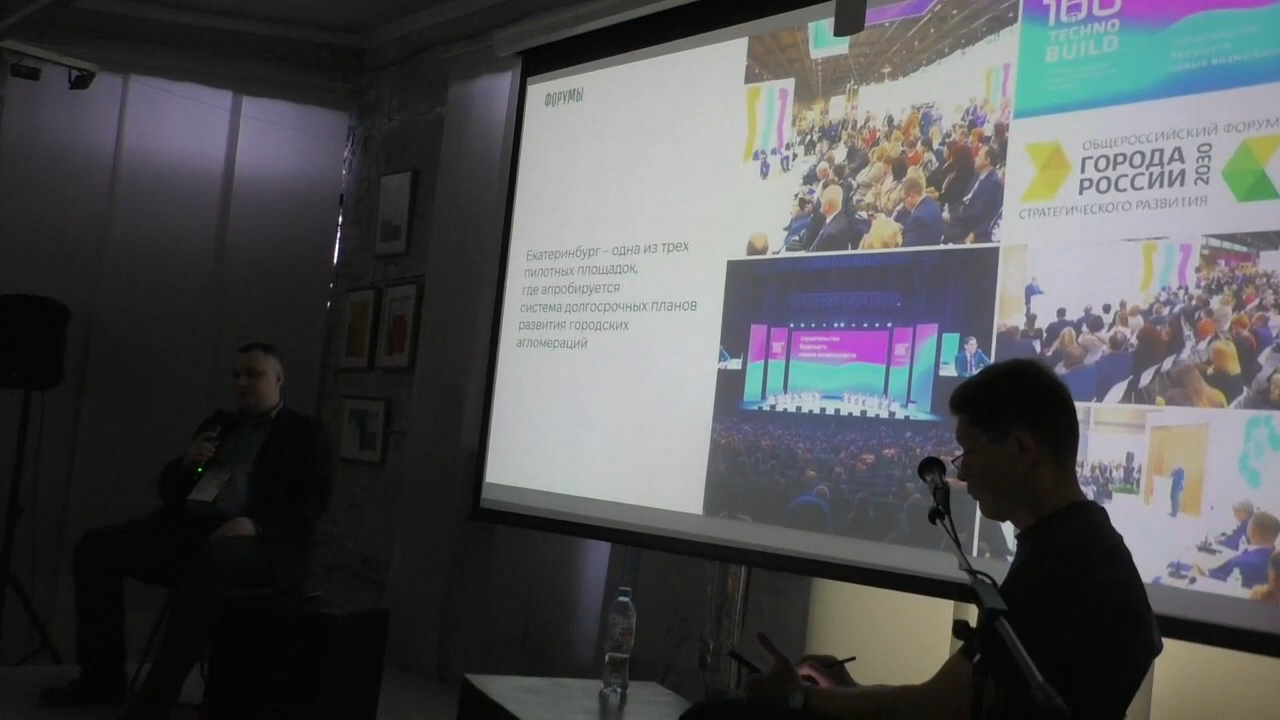 ФОРУМЫ
Екатеринбург – одна из трех
пилотных площадок,
где апробируется
система долгосрочных планов
развития городских
агломераций
100
TECHNO
BUILD
ОБЩЕРОССИЙСКИЙ ФОРУМ
ГОРОДА
РОССИИ 2030
СТРАТЕГИЧЕСКОГО РАЗВИТИЯ